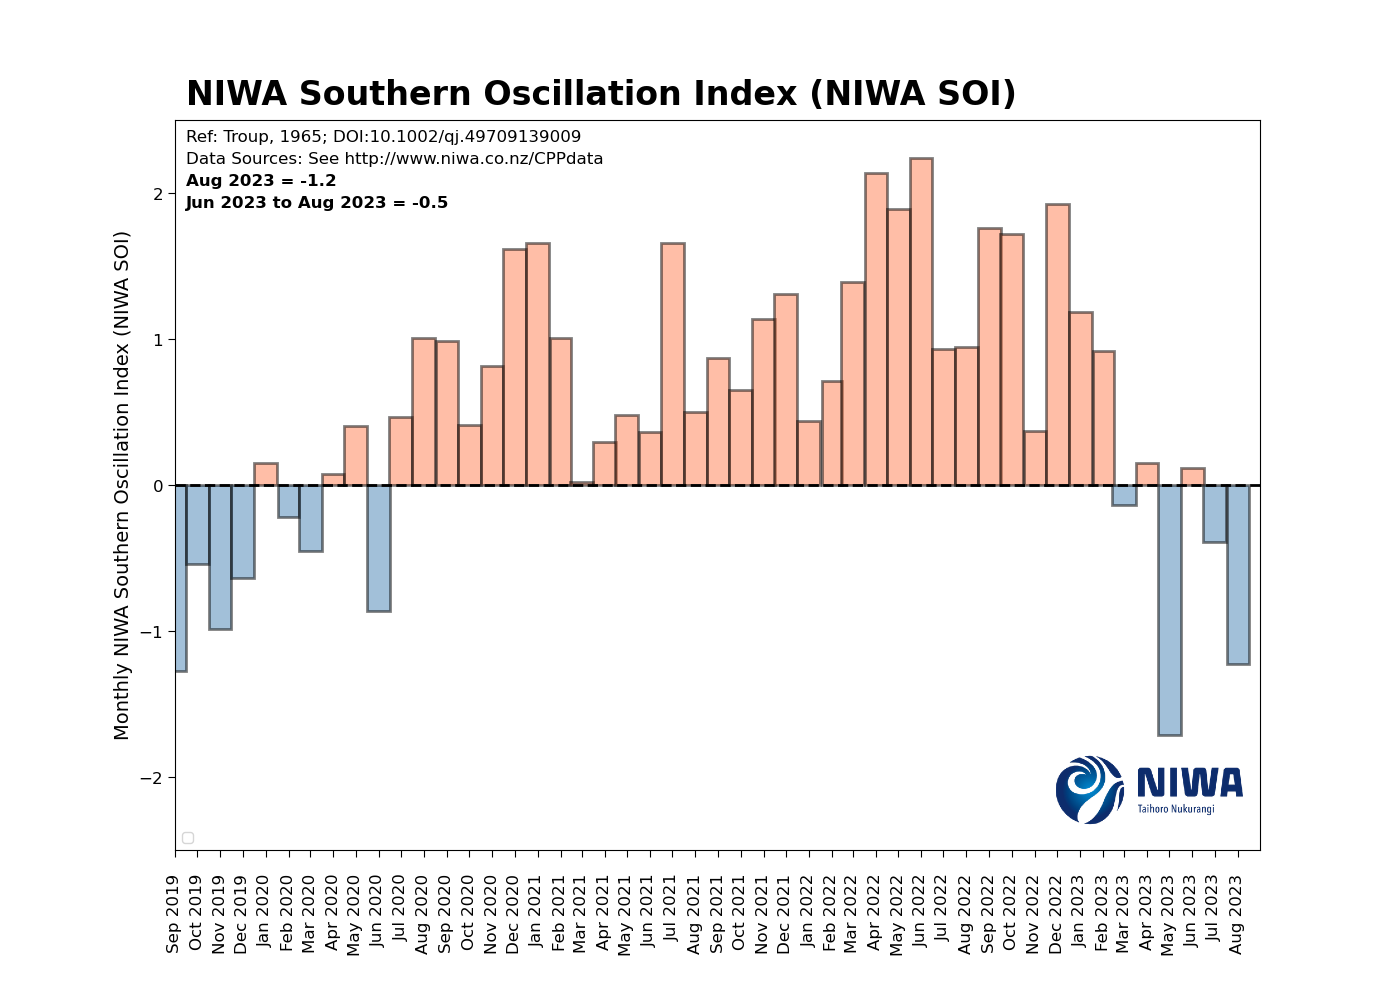 NIWA Southern Oscillation Index (NIWA SOI)
Ref: Troup, 1965; DOI:10.1002/qj.49709139009
Data Sources: See http://www.niwa.co.nz/CPPdata
Aug 2023 = -1.2
Jun 2023 to Aug 2023 = -0.5
Monthly NIWA Southern Oscillation Index (NIWA SOI)
2
1
0
−1
−2
NIWA
Taihoro Nukurangi
Sep 2019
Oct 2019
Nov 2019
Dec 2019
Jan 2020
Feb 2020
Mar 2020
Apr 2020
May 2020
Jun 2020
Jul 2020
Aug 2020
Sep 2020
Oct 2020
Nov 2020
Dec 2020
Jan 2021
Feb 2021
Mar 2021
Apr 2021
May 2021
Jun 2021
Jul 2021
Aug 2021
Sep 2021
Oct 2021
Nov 2021
Dec 2021
Jan 2022
Feb 2022
Mar 2022
Apr 2022
May 2022
Jun 2022
Jul 2022
Aug 2022
Sep 2022
Oct 2022
Nov 2022
Dec 2022
Jan 2023
Feb 2023
Mar 2023
Apr 2023
May 2023
Jun 2023
Jul 2023
Aug 2023